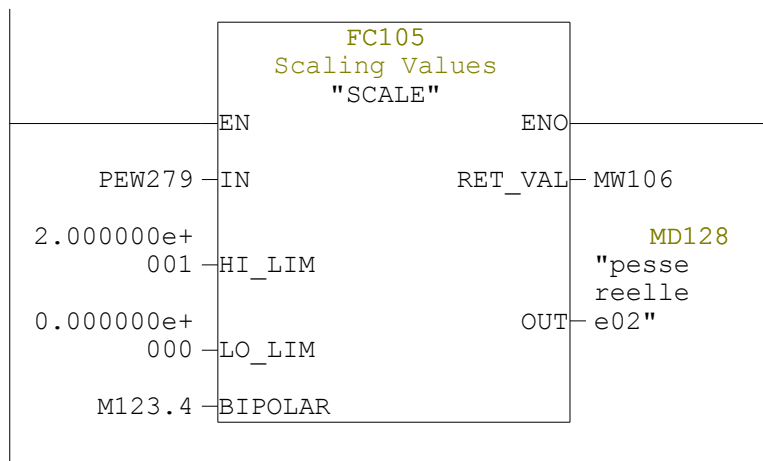 FC105
Scaling Values
"SCALE"
EN ENO
PEW279 IN RET_VAL MW106
2.000000e+ MD128
001 HI_LIM "pesse
reelle
0.000000e+ OUT e02"
000 LO_LIM
M123.4 BIPOLAR